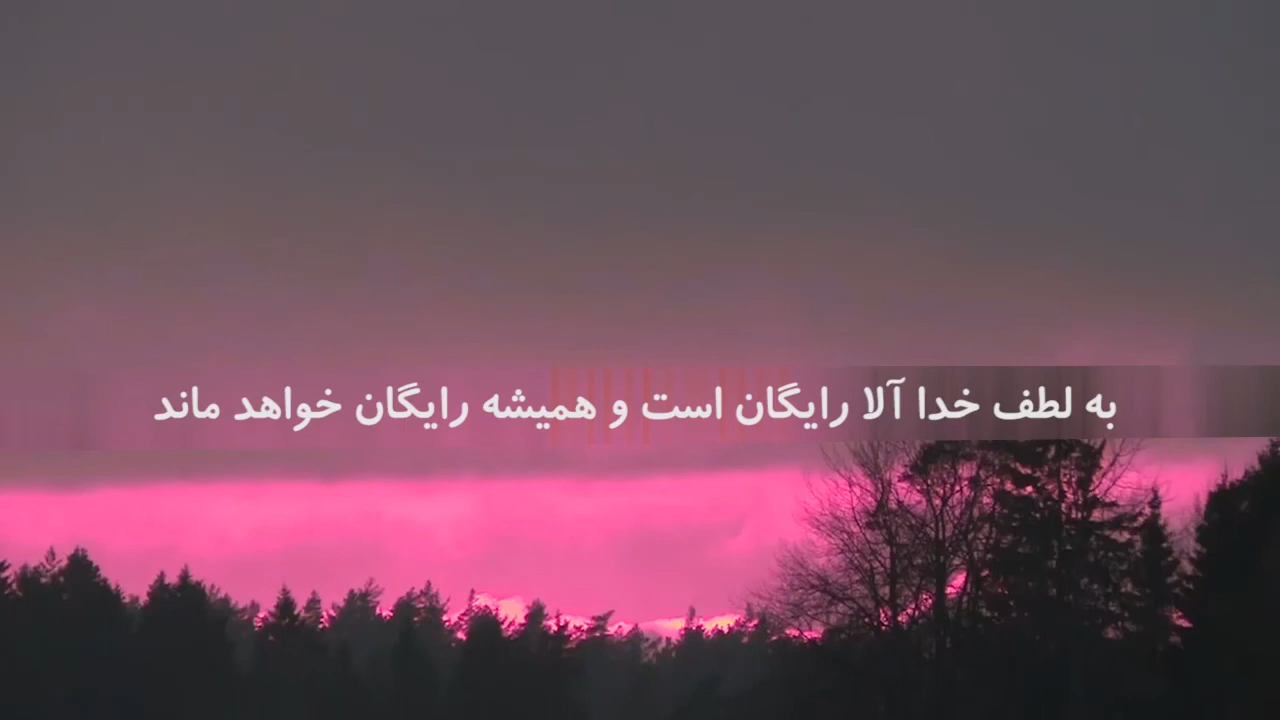 به لطف خدا آلا رایگان است و همیشه رایگان خواهد ماند